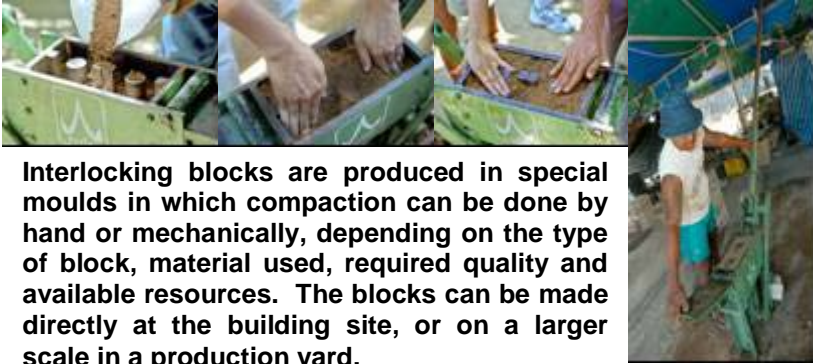 Interlocking blocks are produced in special
moulds in which compaction can be done by
hand or mechanically, depending on the type
of block, material used, required quality and
available resources. The blocks can be made
directly at the building site, or on a larger
scale in a production yard.